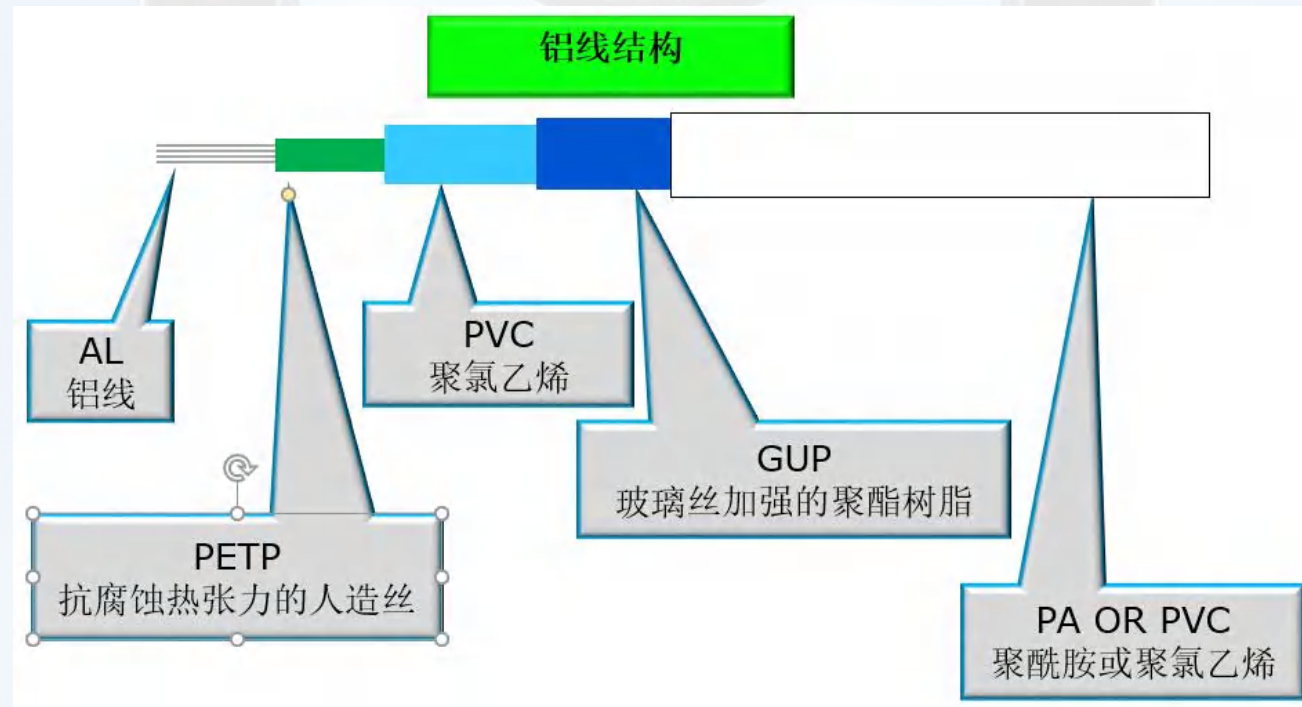 铝线结构
AL
铝线
PVC
聚氯乙烯
GUP
玻璃丝加强的聚酯树脂
PETP
抗腐蚀热张力的人造丝
PA OR PVC
聚酰胺或聚氯乙烯